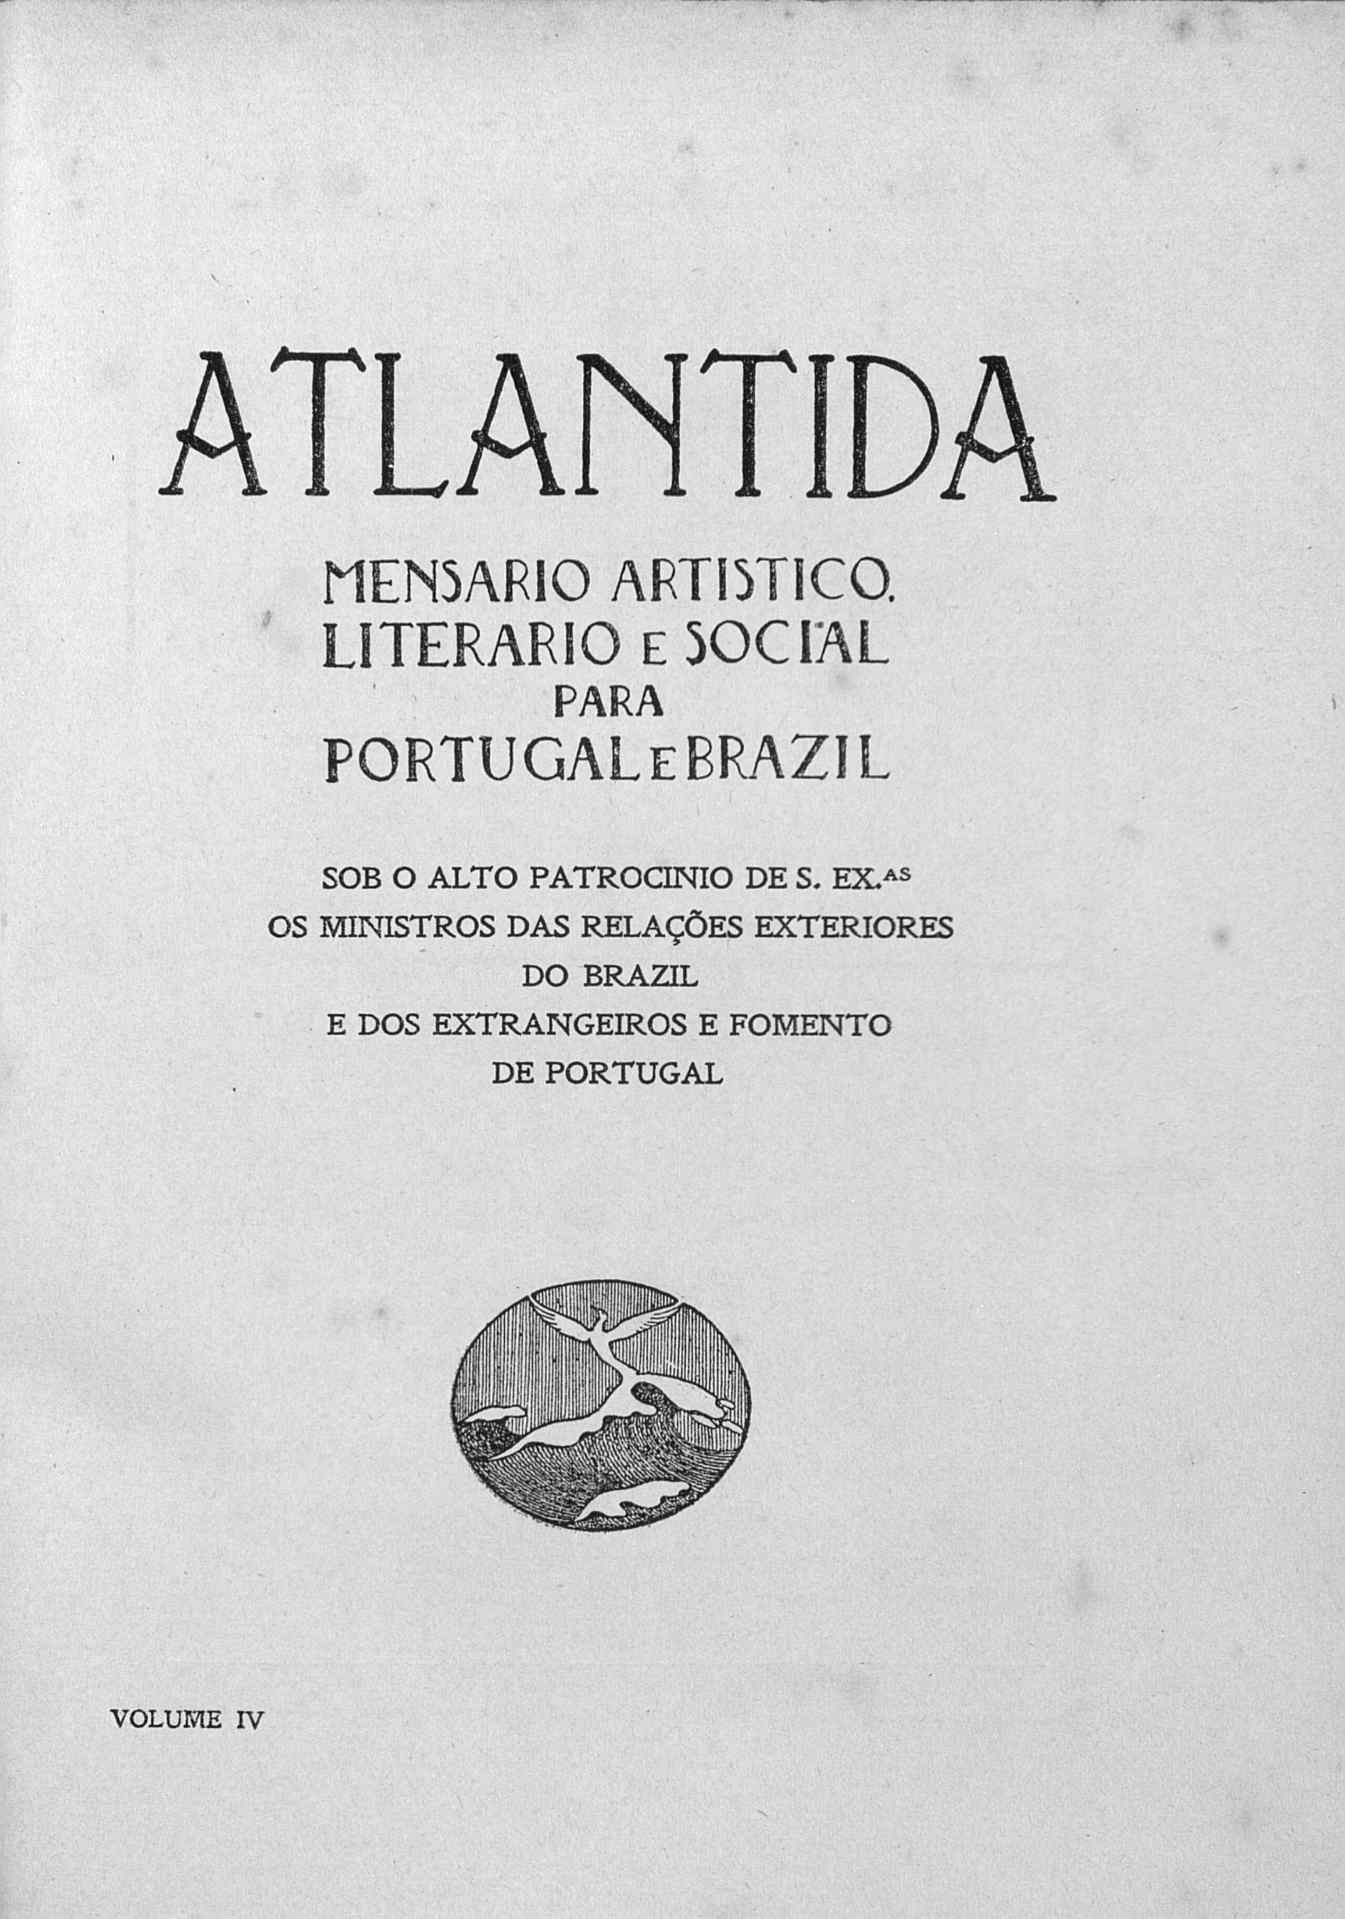 ATLANTIDA
MENSARIO ARTISTICO.
LITERARIO E SOCIAL
PARA
PORTUGAL E BRAZIL
SOB O ALTO PATROCINIO DE S. EX.AS
OS MINISTROS DAS RELAÇÕES EXTERIORES
DO BRAZIL
E DOS EXTRANGEIROS E FOMENTO
DE PORTUGAL
VOLUME IV